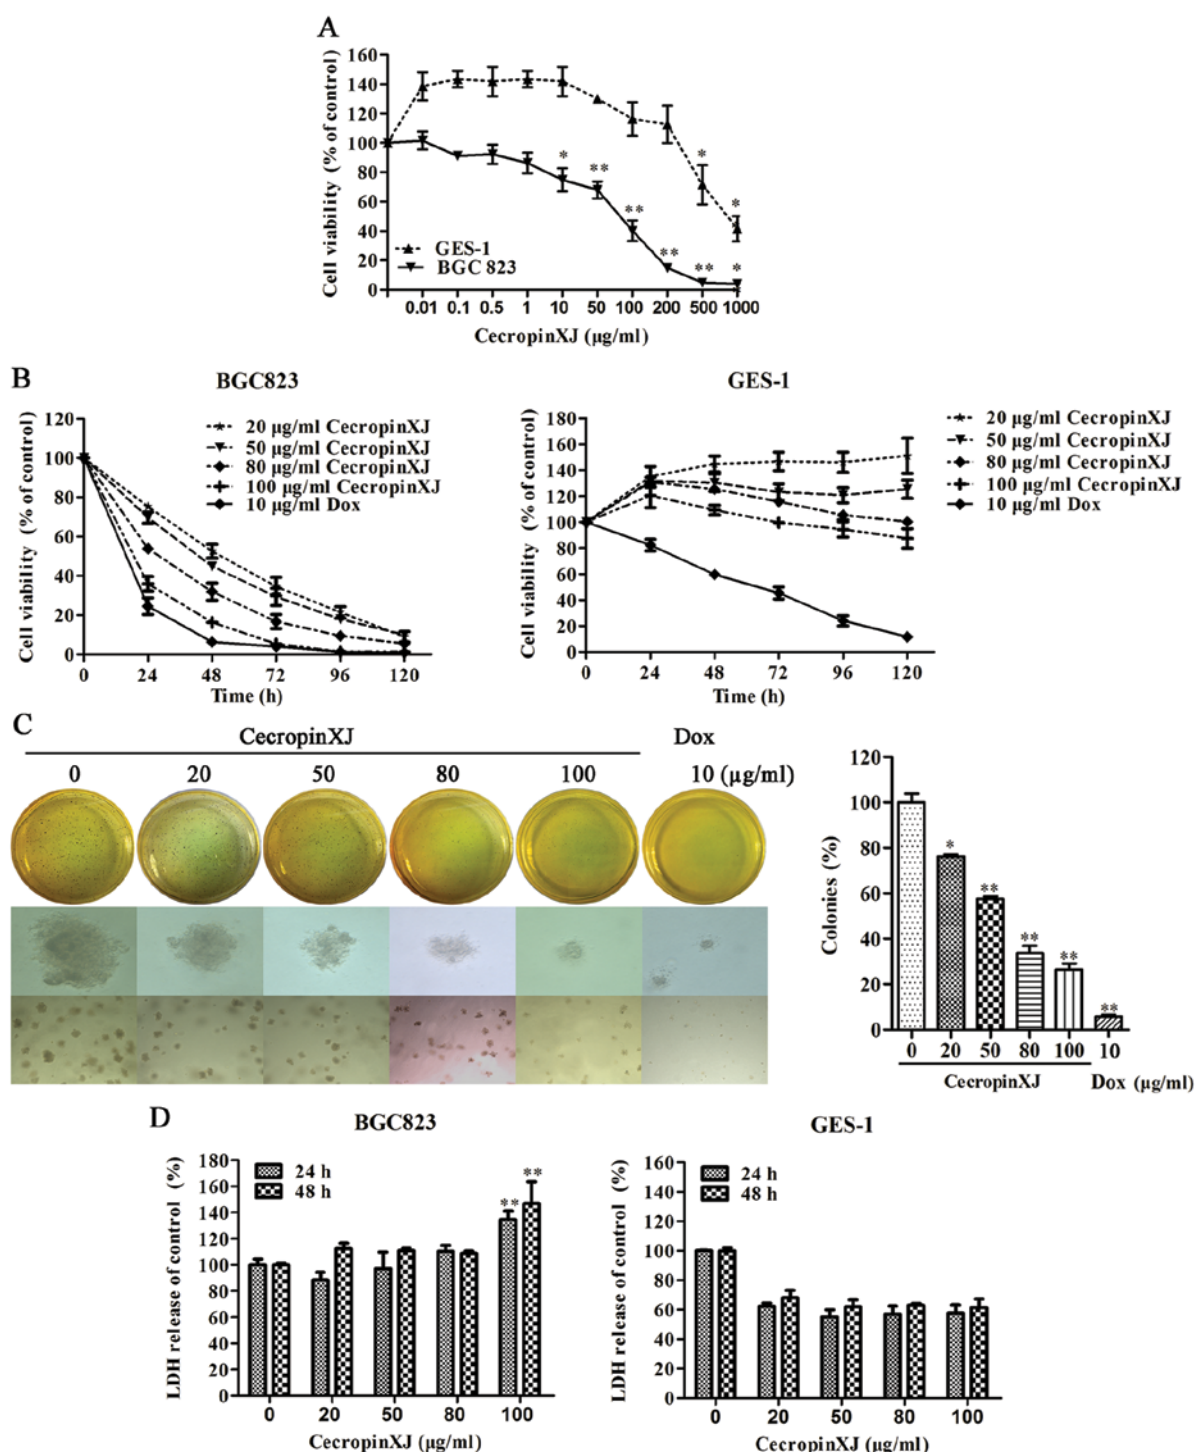 A
Cell viability (% of control)
160
140
120
100
80
60
40
20
0
* ** ** ** ** *
* *
GES-1
BGC 823
0.01 0.1 0.5 1 10 50 100 200 500 1000
CecropinXJ (µg/ml)
B
BGC823
Cell viability (% of control)
120
100
80
60
40
20
0
20 µg/ml CecropinXJ
50 µg/ml CecropinXJ
80 µg/ml CecropinXJ
100 µg/ml CecropinXJ
10 µg/ml Dox
0 24 48 72 96 120
Time (h)
GES-1
Cell viability (% of control)
180
160
140
120
100
80
60
40
20
0
20 µg/ml CecropinXJ
50 µg/ml CecropinXJ
80 µg/ml CecropinXJ
100 µg/ml CecropinXJ
10 µg/ml Dox
0 24 48 72 96 120
Time (h)
C
CecropinXJ Dox
0 20 50 80 100 10 (µg/ml)
Colonies (%)
120
100
80
60
40
20
0
* ** ** ** **
0 20 50 80 100 10
CecropinXJ Dox (µg/ml)
D
BGC823
LDH release of control (%)
180
160
140
120
100
80
60
40
20
0
24 h
48 h
** **
0 20 50 80 100
CecropinXJ (µg/ml)
GES-1
LDH release of control (%)
160
140
120
100
80
60
40
20
0
24 h
48 h
0 20 50 80 100
CecropinXJ (µg/ml)